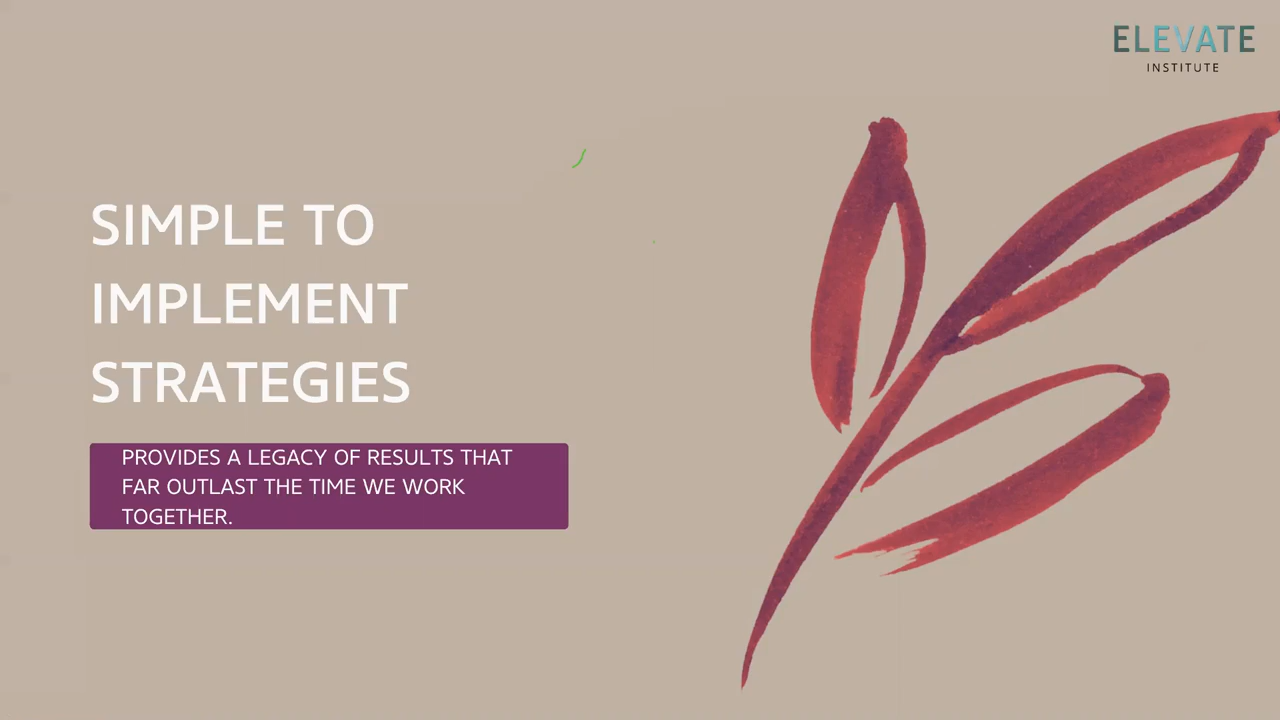 ELEVATE
INSTITUTE
SIMPLE TO
IMPLEMENT
STRATEGIES
PROVIDES A LEGACY OF RESULTS THAT
FAR OUTLAST THE TIME WE WORK
TOGETHER.